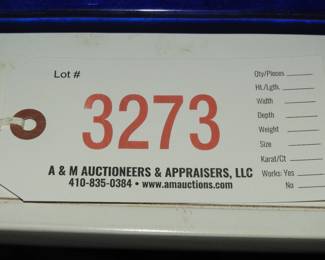 Lot #
3273
A & M AUCTIONEERS & APPRAISERS, LLC
410-835-0384 • www.amauctions.com
Qty/Pieces
Ht./Lgth.
Width
Depth
Weight
Size
Karat/Ct
Works: Yes
No